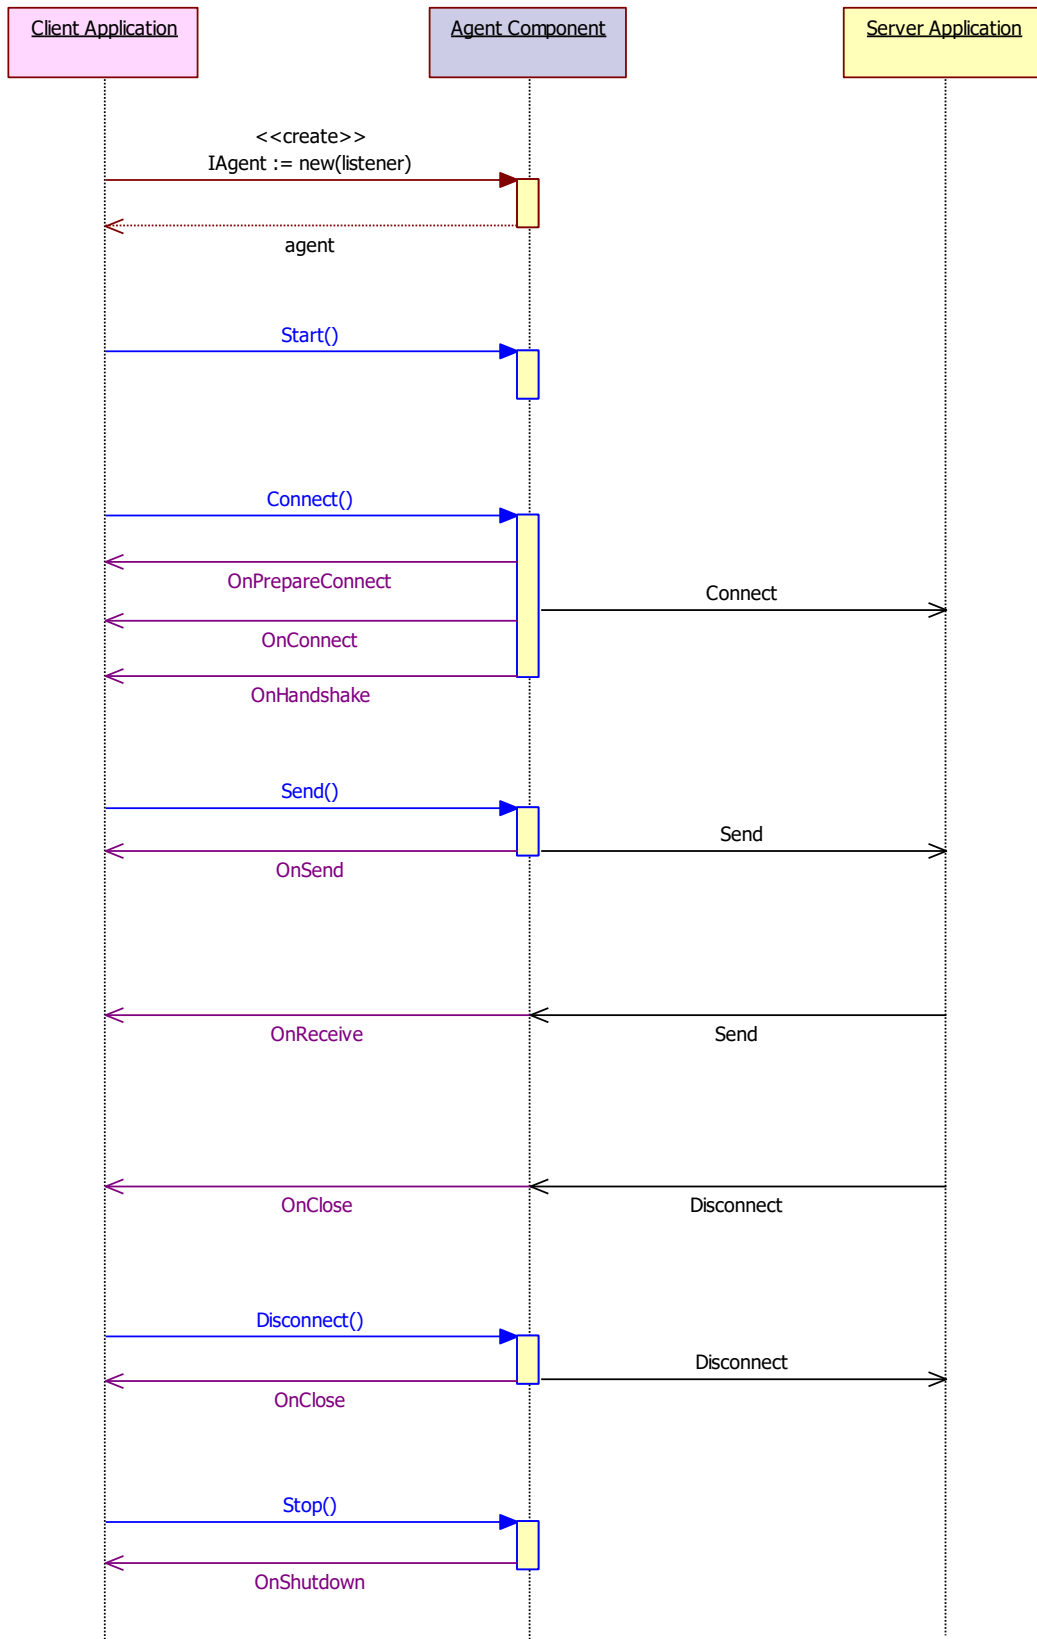 Client Application
Agent Component
Server Application
<<create>>
IAgent := new(listener)
agent
Start()
Connect()
OnPrepareConnect
Connect
OnConnect
OnHandshake
Send()
Send
OnSend
OnReceive
Send
OnClose
Disconnect
Disconnect()
Disconnect
OnClose
Stop()
OnShutdown